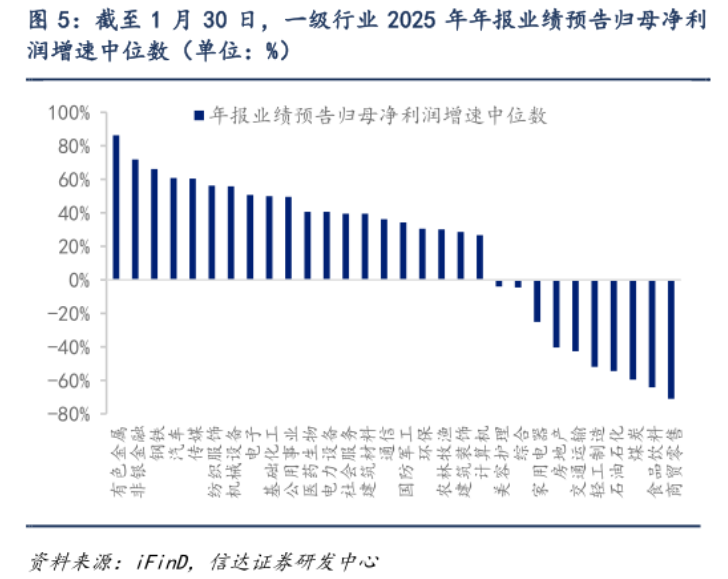 图 5：截至 1 月 30 日，一级行业 2025 年年报业绩预告归母净利
润增速中位数（单位：%）
年报业绩预告归母净利润增速中位数
100%
80%
60%
40%
20%
0%
-20%
-40%
-60%
-80%
有色金属
非银金融
钢铁
汽车
传媒
纺织服饰
机械设备
电子
基础化工
公用事业
医药生物
电力设备
社会服务
建筑材料
通信
国防军工
环保
农林牧渔
建筑装饰
计算机
美容护理
综合
家用电器
房地产
交通运输
轻工制造
石油石化
煤炭
食品饮料
商贸零售
资料来源：iFinD，信达证券研发中心